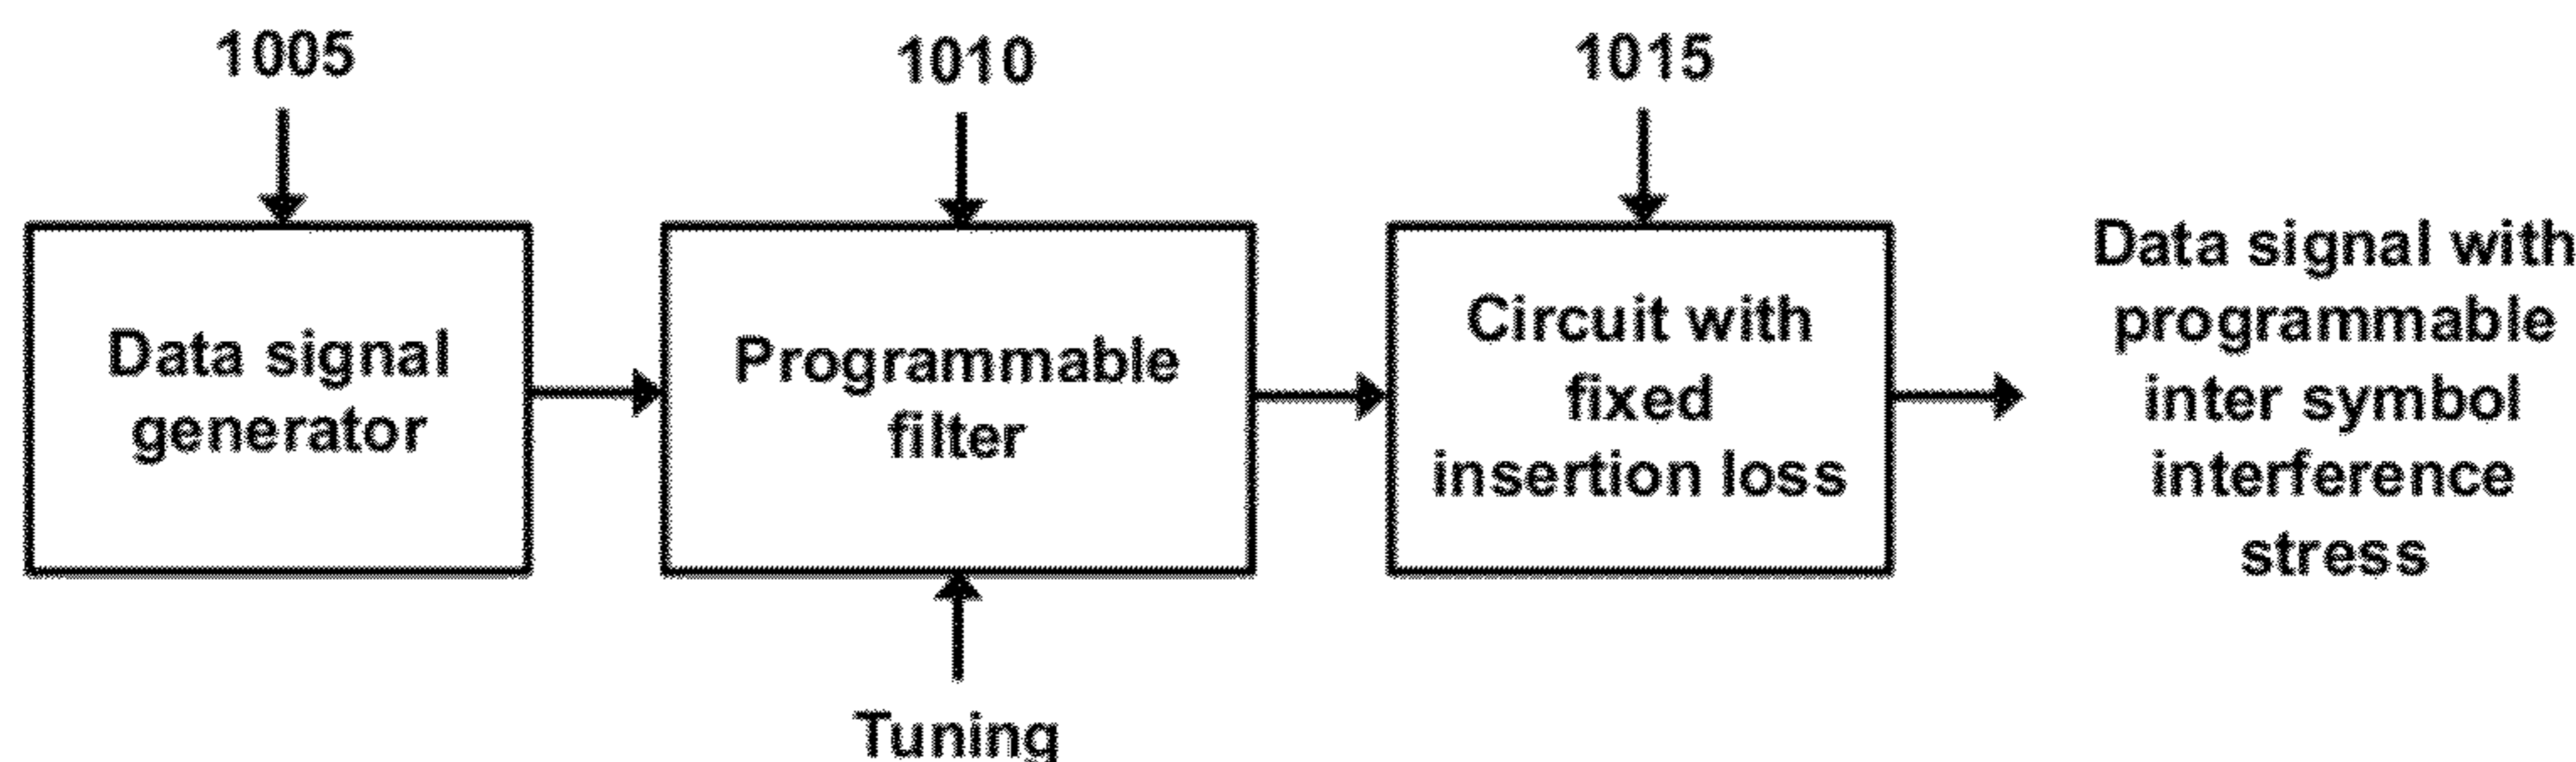 1005
1010
1015
Data signal
generator
Programmable
filter
Circuit with
fixed
insertion loss
Data signal with
programmable
inter symbol
interference
stress
Tuning